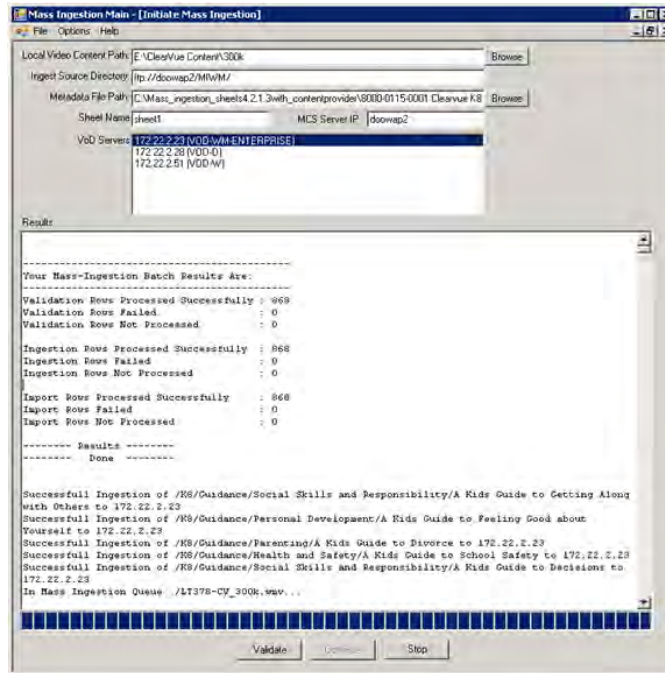 Mass Ingestion Main - [Initiate Mass Ingestion]
File Options Help
Local Video Content Path E:\ClearVue Content\300k Browse
Ingest Source Directory ftp://doowap2/MIWM/
Metadata File Path C:\Mass_ingestion_sheets4.2.1.3with_contentprovider\8000-0115-0001 Clearvue K8 Browse
Sheet Name sheet1 MCS Server IP doowap2
VoD Servers 172.22.2.23 [VOD-WM-ENTERPRISE]
172.22.2.28 [VOD-D]
172.22.2.51 [VOD-W]
Results
----------------------------------------------
Your Mass-Ingestion Batch Results Are:
----------------------------------------------
Validation Rows Processed Successfully : 868
Validation Rows Failed : 0
Validation Rows Not Processed : 0
Ingestion Rows Processed Successfully : 868
Ingestion Rows Failed : 0
Ingestion Rows Not Processed : 0
Import Rows Processed Successfully : 868
Import Rows Failed : 0
Import Rows Not Processed : 0
-------- Results --------
-------- Done --------
Successfull Ingestion of /K8/Guidance/Social Skills and Responsibility/A Kids Guide to Getting Along
with Others to 172.22.2.23
Successfull Ingestion of /K8/Guidance/Personal Development/A Kids Guide to Feeling Good about
Yourself to 172.22.2.23
Successfull Ingestion of /K8/Guidance/Parenting/A Kids Guide to Divorce to 172.22.2.23
Successfull Ingestion of /K8/Guidance/Health and Safety/A Kids Guide to School Safety to 172.22.2.23
Successfull Ingestion of /K8/Guidance/Social Skills and Responsibility/A Kids Guide to Decisions to
172.22.2.23
In Mass Ingestion Queue ./LT378-CV_300k.wmv...
Validate Stop